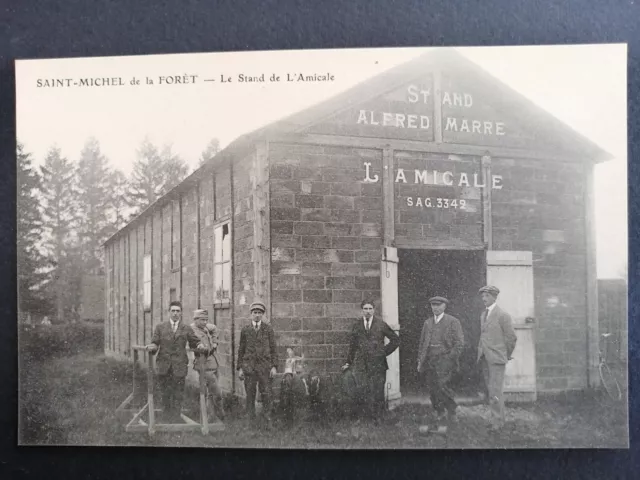 SAINT-MICHEL de la FORÊT — Le Stand de L'Amicale
STAND
ALFRED MARRE
L'AMICALE
SAG. 3349